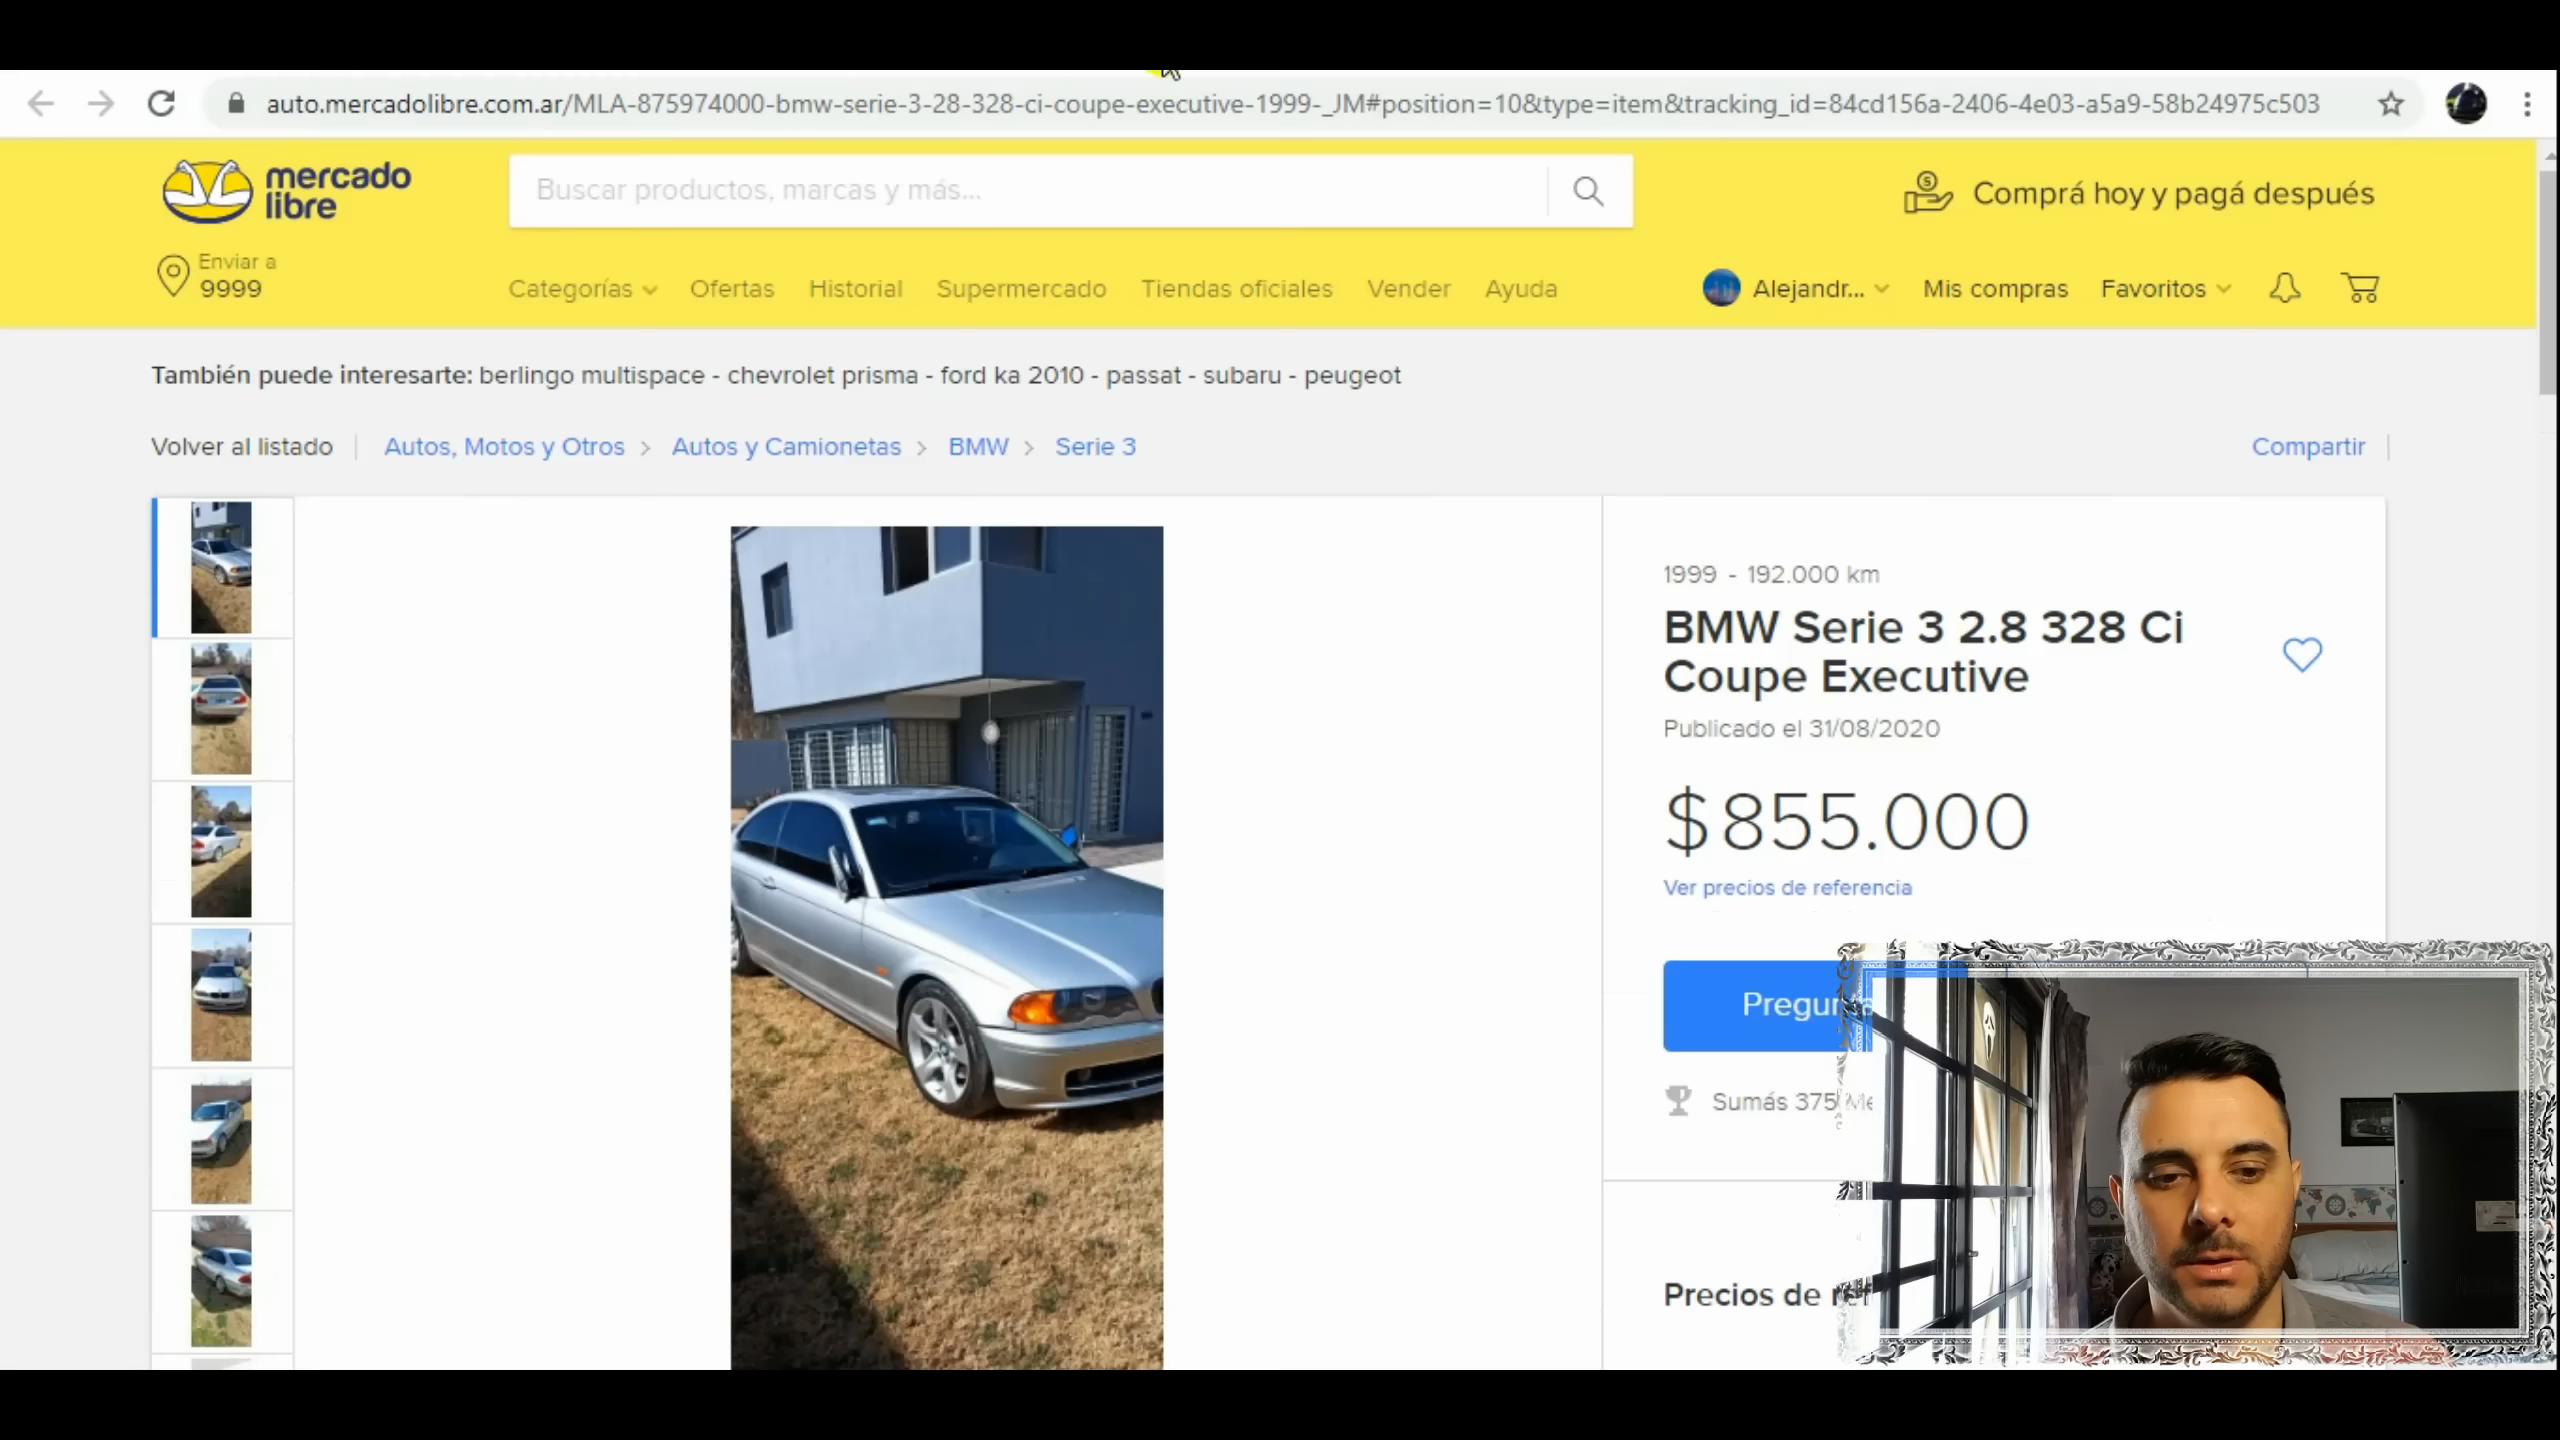 auto.mercadolibre.com.ar/MLA-875974000-bmw-serie-3-28-328-ci-coupe-executive-1999-_JM#position=10&type=item&tracking_id=84cd156a-2406-4e03-a5a9-58b24975c503
mercado
libre
Buscar productos, marcas y más...
Comprá hoy y pagá después
Enviar a
9999
Categorías Ofertas Historial Supermercado Tiendas oficiales Vender Ayuda
Alejandr... Mis compras Favoritos
También puede interesarte: berlingo multispace - chevrolet prisma - ford ka 2010 - passat - subaru - peugeot
Volver al listado Autos, Motos y Otros > Autos y Camionetas > BMW > Serie 3
Compartir
1999 - 192.000 km
BMW Serie 3 2.8 328 Ci
Coupe Executive
Publicado el 31/08/2020
$855.000
Ver precios de referencia
Sumás 375
Precios de